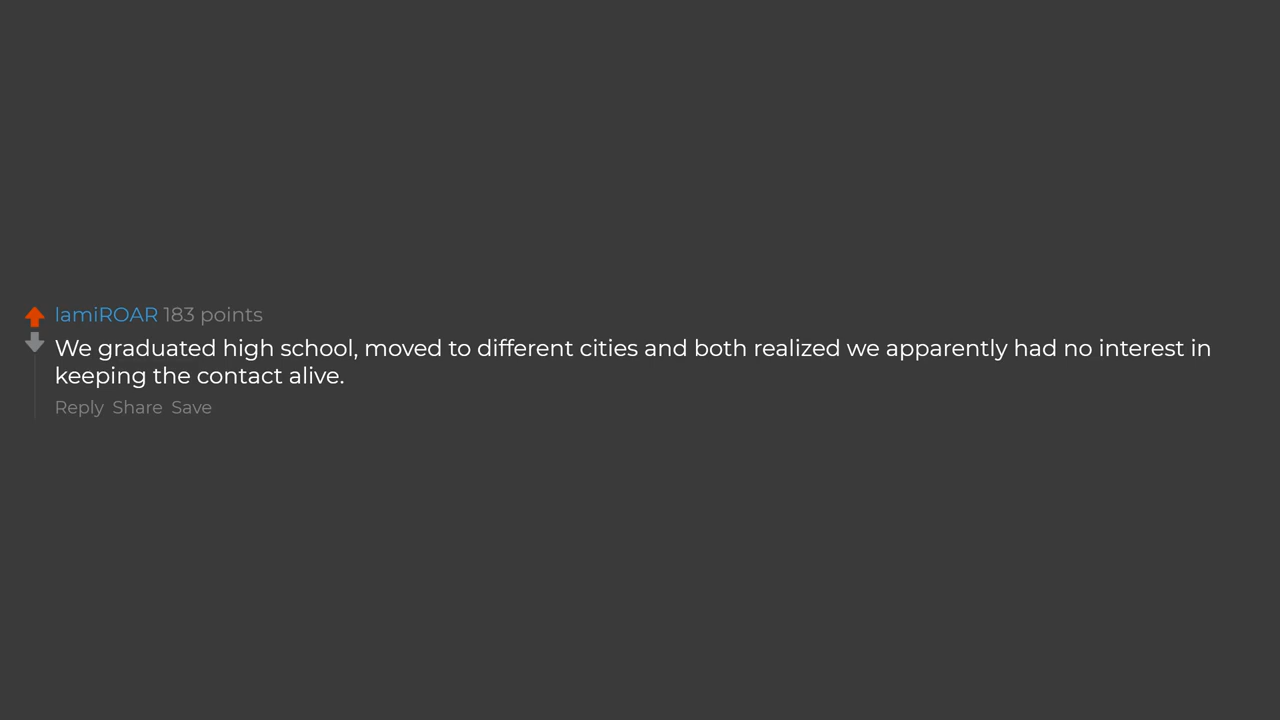 lamiROAR 183 points
We graduated high school, moved to different cities and both realized we apparently had no interest in
keeping the contact alive.
Reply Share Save